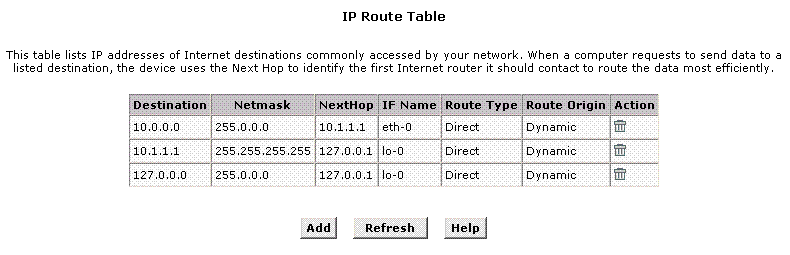 IP Route Table
This table lists IP addresses of Internet destinations commonly accessed by your network. When a computer requests to send data to a
listed destination, the device uses the Next Hop to identify the first Internet router it should contact to route the data most efficiently.
Destination Netmask NextHop IF Name Route Type Route Origin Action
10.0.0.0 255.0.0.0 10.1.1.1 eth-0 Direct Dynamic
10.1.1.1 255.255.255.255 127.0.0.1 lo-0 Direct Dynamic
127.0.0.0 255.0.0.0 127.0.0.1 lo-0 Direct Dynamic
Add Refresh Help